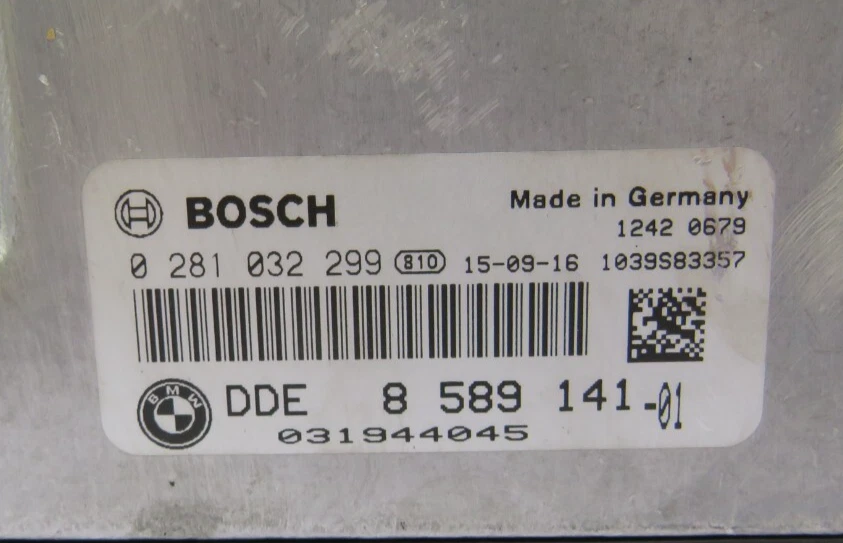 BOSCH
Made in Germany
1242 0679
0 281 032 299 810 15-09-16 1039S83357
BMW DDE 8 589 141-01
031944045